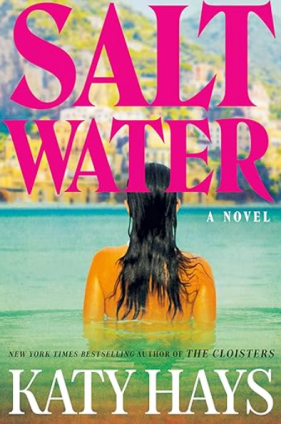 SALT
WATER
A NOVEL
NEW YORK TIMES BESTSELLING AUTHOR OF THE CLOISTERS
KATY HAYS